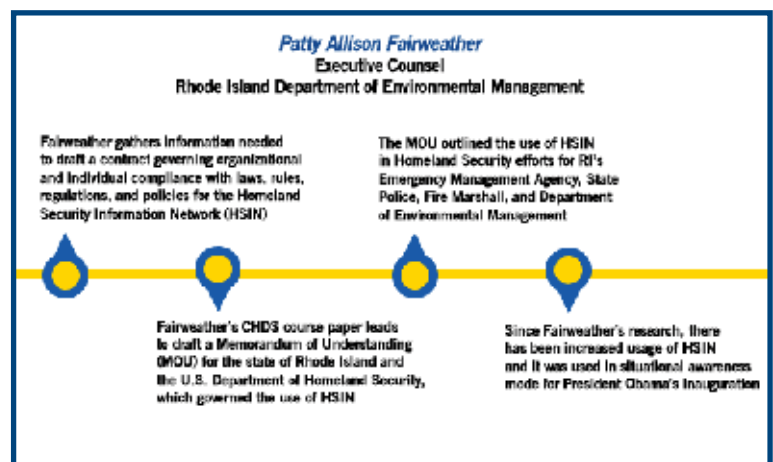 Patty Allison Fairweather
Executive Counsel
Rhode Island Department of Environmental Management
Fairweather gathers information needed
to draft a contract governing organizational
and individual compliance with laws, rules,
regulations, and policies for the Homeland
Security Information Network (HSIN)
Fairweather's CHDS course paper leads
to draft a Memorandum of Understanding
(MOU) for the state of Rhode Island and
the U.S. Department of Homeland Security,
which governed the use of HSIN
The MOU outlined the use of HSIN
in Homeland Security efforts for RI's
Emergency Management Agency, State
Police, Fire Marshall, and Department
of Environmental Management
Since Fairweather's research, there
has been increased usage of HSIN
and it was used in situational awareness
mode for President Obama's Inauguration